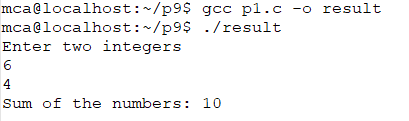 mca@localhost:~/p9$ gcc p1.c -o result
mca@localhost:~/p9$ ./result
Enter two integers
6
4
Sum of the numbers: 10